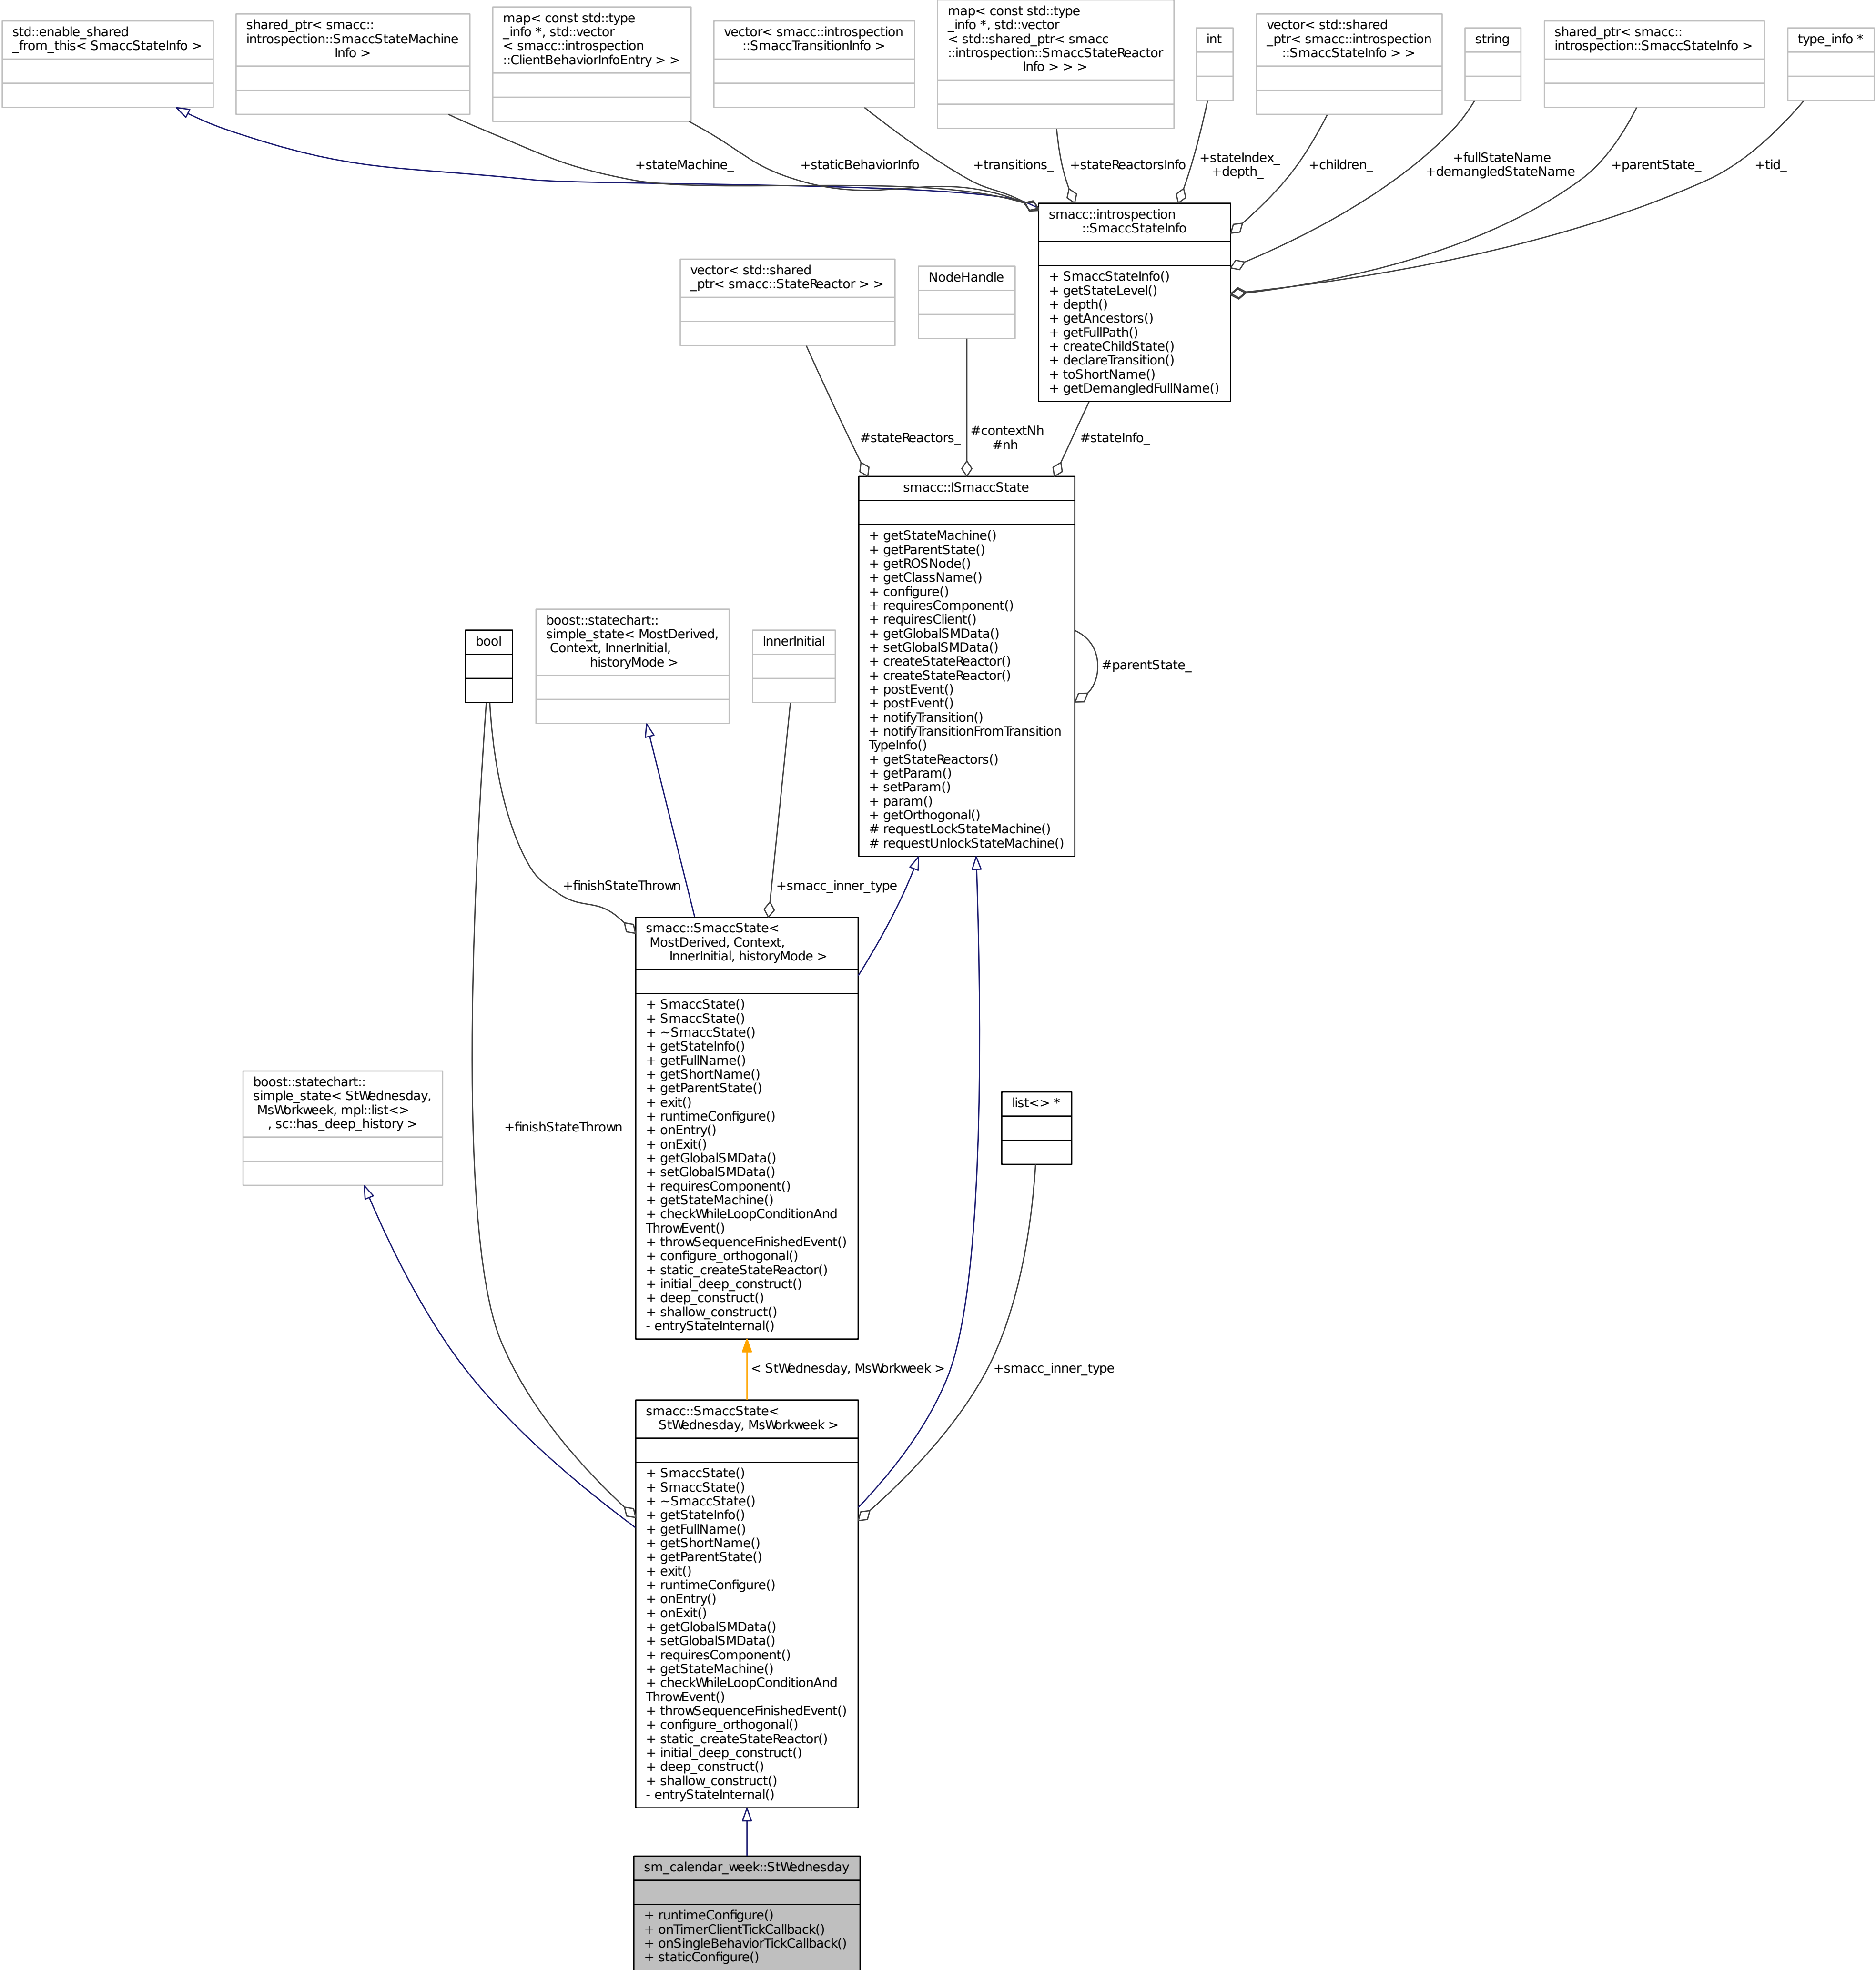 std::enable_shared
_from_this< SmaccStateInfo >
shared_ptr< smacc::
introspection::SmaccStateMachine
Info >
map< const std::type
_info *, std::vector
< smacc::introspection
::ClientBehaviorInfoEntry > >
vector< smacc::introspection
::SmaccTransitionInfo >
map< const std::type
_info *, std::vector
< std::shared_ptr< smacc
::introspection::SmaccStateReactor
Info > > >
int
vector< std::shared
_ptr< smacc::introspection
::SmaccStateInfo > >
string
shared_ptr< smacc::
introspection::SmaccStateInfo >
type_info *
+stateMachine_
+staticBehaviorInfo
+transitions_
+stateReactorsInfo
+stateIndex_
+depth_
+children_
+fullStateName
+demangledStateName
+parentState_
+tid_
smacc::introspection
::SmaccStateInfo
+ SmaccStateInfo()
+ getStateLevel()
+ depth()
+ getAncestors()
+ getFullPath()
+ createChildState()
+ declareTransition()
+ toShortName()
+ getDemangledFullName()
vector< std::shared
_ptr< smacc::StateReactor > >
NodeHandle
#stateReactors_
#contextNh
#nh
#stateInfo_
smacc::ISmaccState
+ getStateMachine()
+ getParentState()
+ getROSNode()
+ getClassName()
+ configure()
+ requiresComponent()
+ requiresClient()
+ getGlobalSMData()
+ setGlobalSMData()
+ createStateReactor()
+ createStateReactor()
+ postEvent()
+ postEvent()
+ notifyTransition()
+ notifyTransitionFromTransition
TypeInfo()
+ getStateReactors()
+ getParam()
+ setParam()
+ param()
+ getOrthogonal()
# requestLockStateMachine()
# requestUnlockStateMachine()
#parentState_
bool
boost::statechart::
simple_state< MostDerived,
Context, InnerInitial,
historyMode >
InnerInitial
+finishStateThrown
+smacc_inner_type
smacc::SmaccState<
MostDerived, Context,
InnerInitial, historyMode >
+ SmaccState()
+ SmaccState()
+ ~SmaccState()
+ getStateInfo()
+ getFullName()
+ getShortName()
+ getParentState()
+ exit()
+ runtimeConfigure()
+ onEntry()
+ onExit()
+ getGlobalSMData()
+ setGlobalSMData()
+ requiresComponent()
+ getStateMachine()
+ checkWhileLoopConditionAnd
ThrowEvent()
+ throwSequenceFinishedEvent()
+ configure_orthogonal()
+ static_createStateReactor()
+ initial_deep_construct()
+ deep_construct()
+ shallow_construct()
- entryStateInternal()
boost::statechart::
simple_state< StWednesday,
MsWorkweek, mpl::list<>
, sc::has_deep_history >
+finishStateThrown
list<> *
< StWednesday, MsWorkweek >
+smacc_inner_type
smacc::SmaccState<
StWednesday, MsWorkweek >
+ SmaccState()
+ SmaccState()
+ ~SmaccState()
+ getStateInfo()
+ getFullName()
+ getShortName()
+ getParentState()
+ exit()
+ runtimeConfigure()
+ onEntry()
+ onExit()
+ getGlobalSMData()
+ setGlobalSMData()
+ requiresComponent()
+ getStateMachine()
+ checkWhileLoopConditionAnd
ThrowEvent()
+ throwSequenceFinishedEvent()
+ configure_orthogonal()
+ static_createStateReactor()
+ initial_deep_construct()
+ deep_construct()
+ shallow_construct()
- entryStateInternal()
sm_calendar_week::StWednesday
+ runtimeConfigure()
+ onTimerClientTickCallback()
+ onSingleBehaviorTickCallback()
+ staticConfigure()